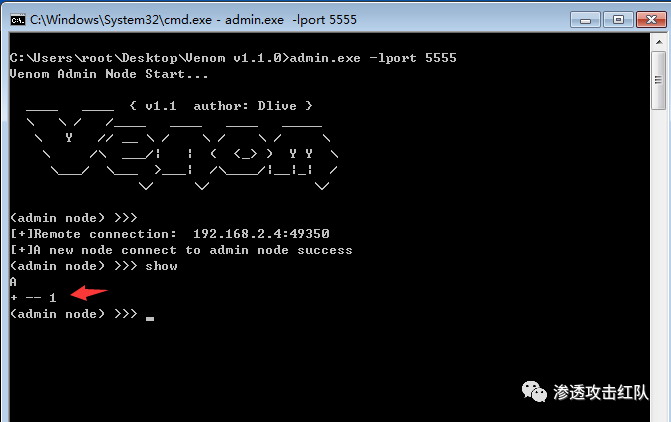 C:\Windows\System32\cmd.exe - admin.exe -lport 5555
C:\Users\root\Desktop\Venom v1.1.0>admin.exe -lport 5555
Venom Admin Node Start...
{ v1.1 author: Dlive }
Venom
(admin node) >>>
[+]Remote connection: 192.168.2.4:49350
[+]A new node connect to admin node success
(admin node) >>> show
A
+ -- 1
(admin node) >>> _
渗透攻击红队